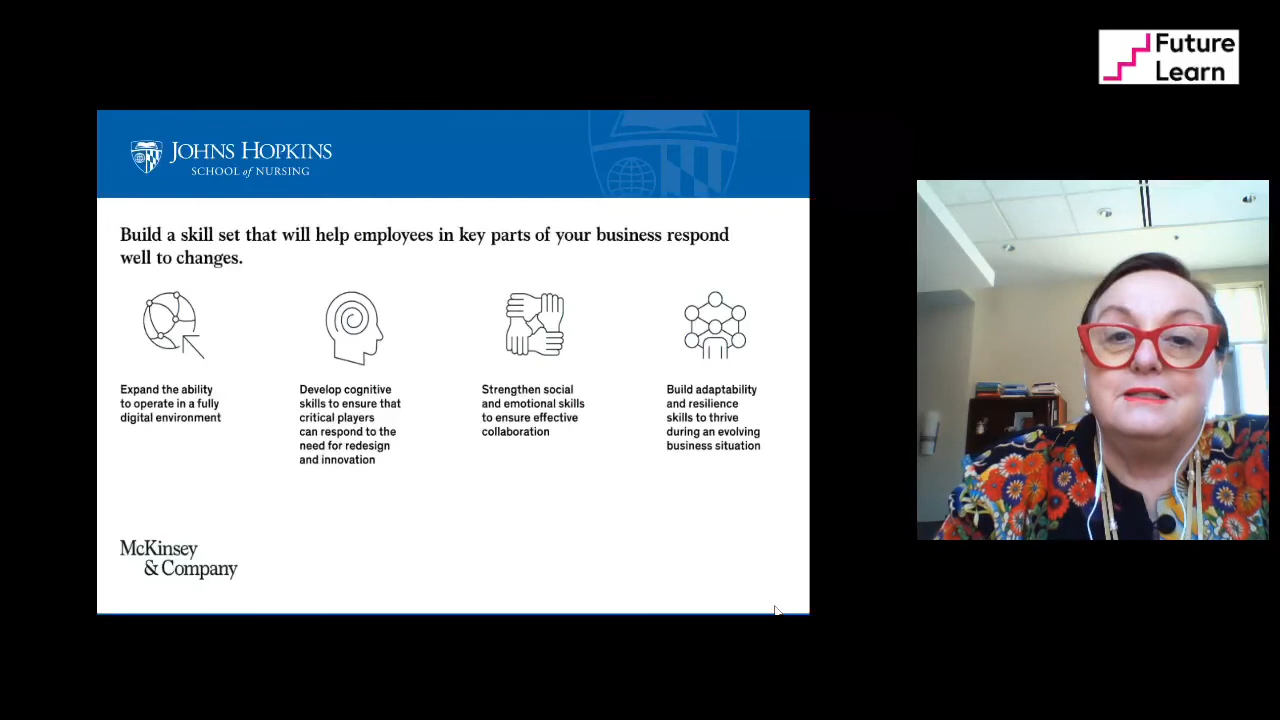 Future
Learn
JOHNS HOPKINS
SCHOOL of NURSING
Build a skill set that will help employees in key parts of your business respond
well to changes.
Expand the ability
to operate in a fully
digital environment
Develop cognitive
skills to ensure that
critical players
can respond to the
need for redesign
and innovation
Strengthen social
and emotional skills
to ensure effective
collaboration
Build adaptability
and resilience
skills to thrive
during an evolving
business situation
McKinsey
& Company